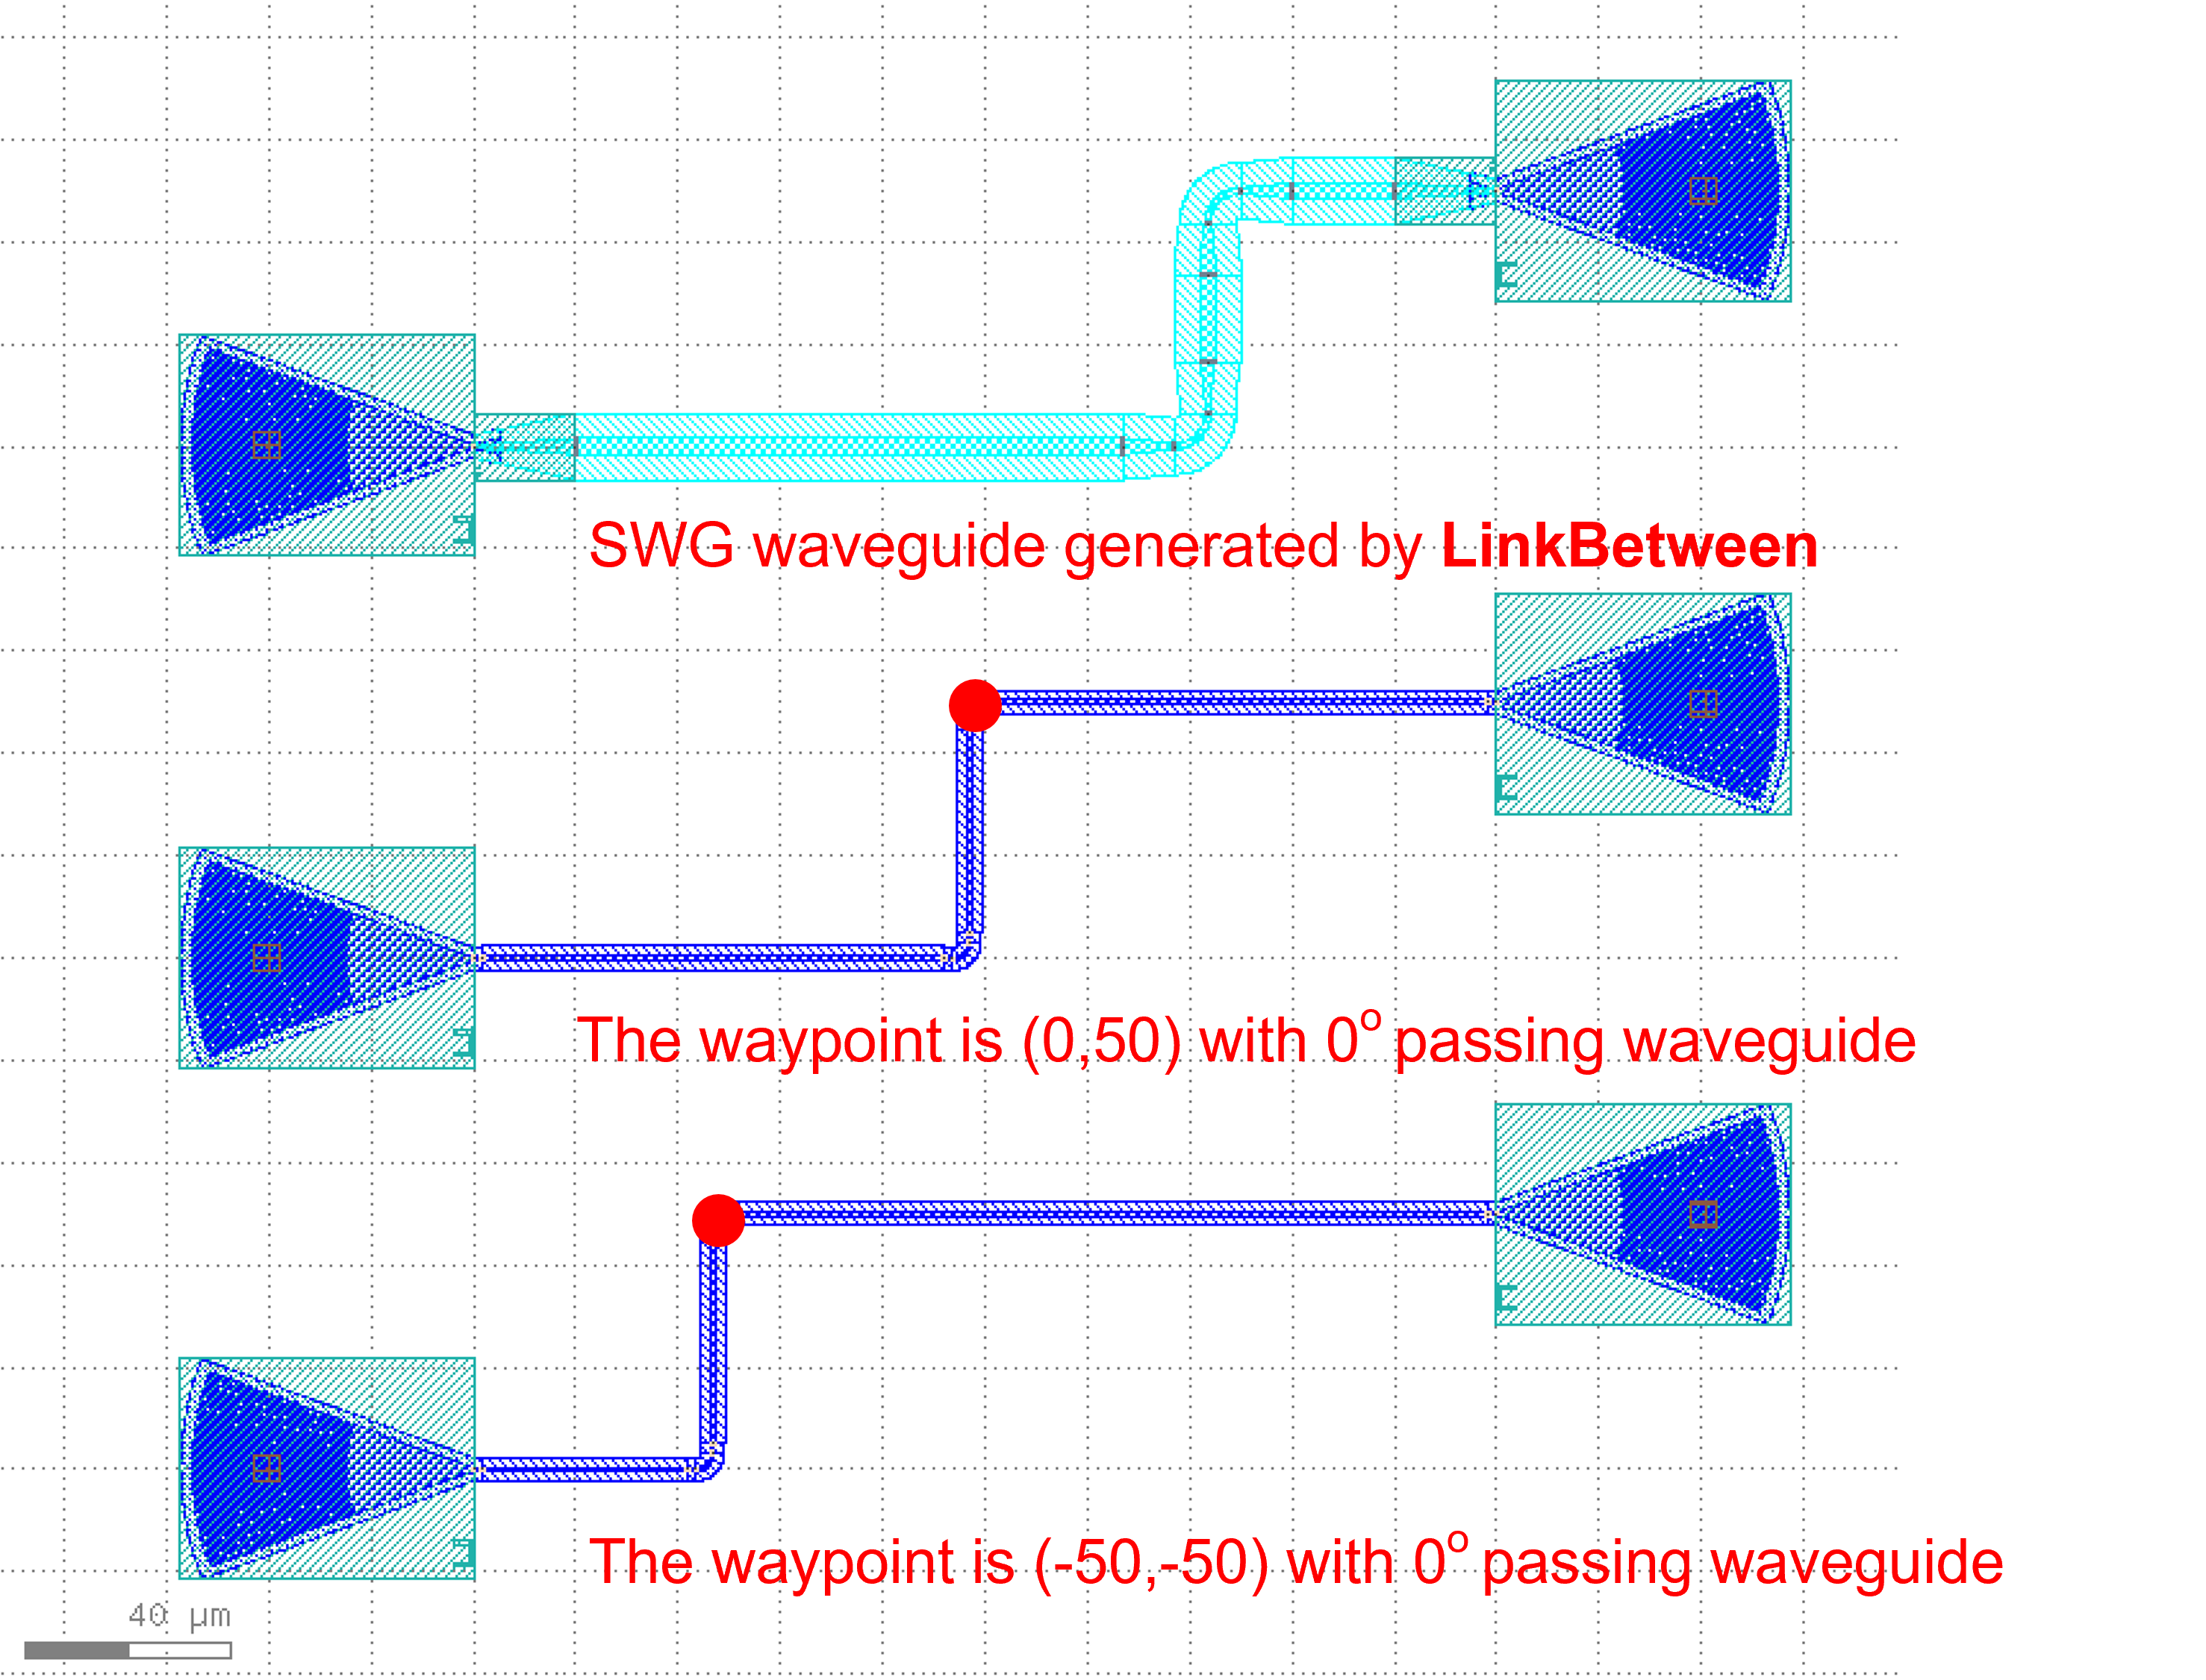 SWG waveguide generated by LinkBetween
The waypoint is (0,50) with 0° passing waveguide
The waypoint is (-50,-50) with 0° passing waveguide
40 µm